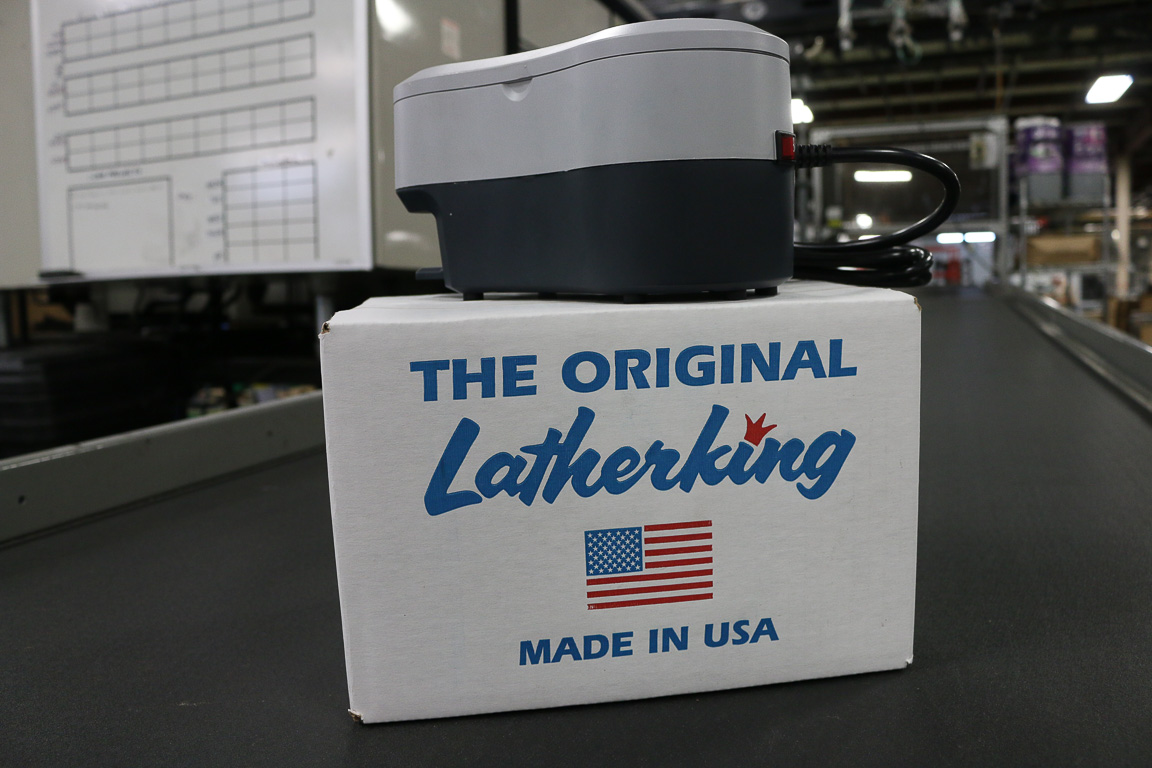 THE ORIGINAL
Latherking
MADE IN USA